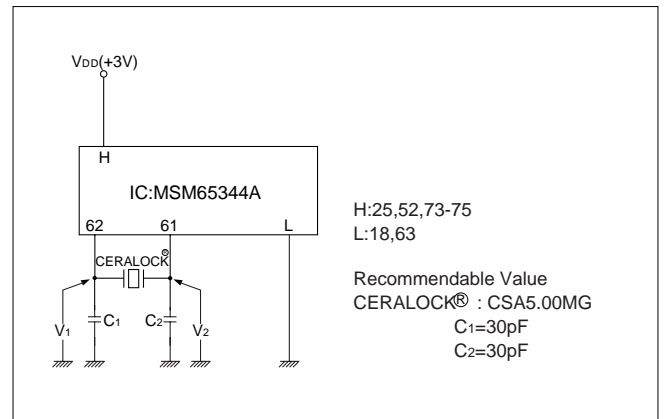 VDD(+3V)
H
IC:MSM65344A
62 61 L
CERALOCK®
V1 C1 C2 V2
H:25,52,73-75
L:18,63
Recommendable Value
CERALOCK® : CSA5.00MG
C1=30pF
C2=30pF